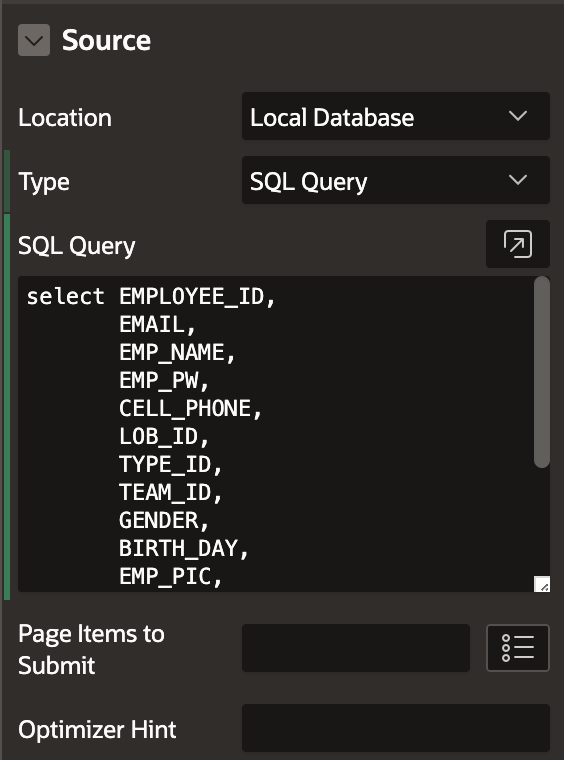 Source
Location
Local Database
Type
SQL Query
SQL Query
select EMPLOYEE_ID,
EMAIL,
EMP_NAME,
EMP_PW,
CELL_PHONE,
LOB_ID,
TYPE_ID,
TEAM_ID,
GENDER,
BIRTH_DAY,
EMP_PIC,
Page Items to
Submit
Optimizer Hint